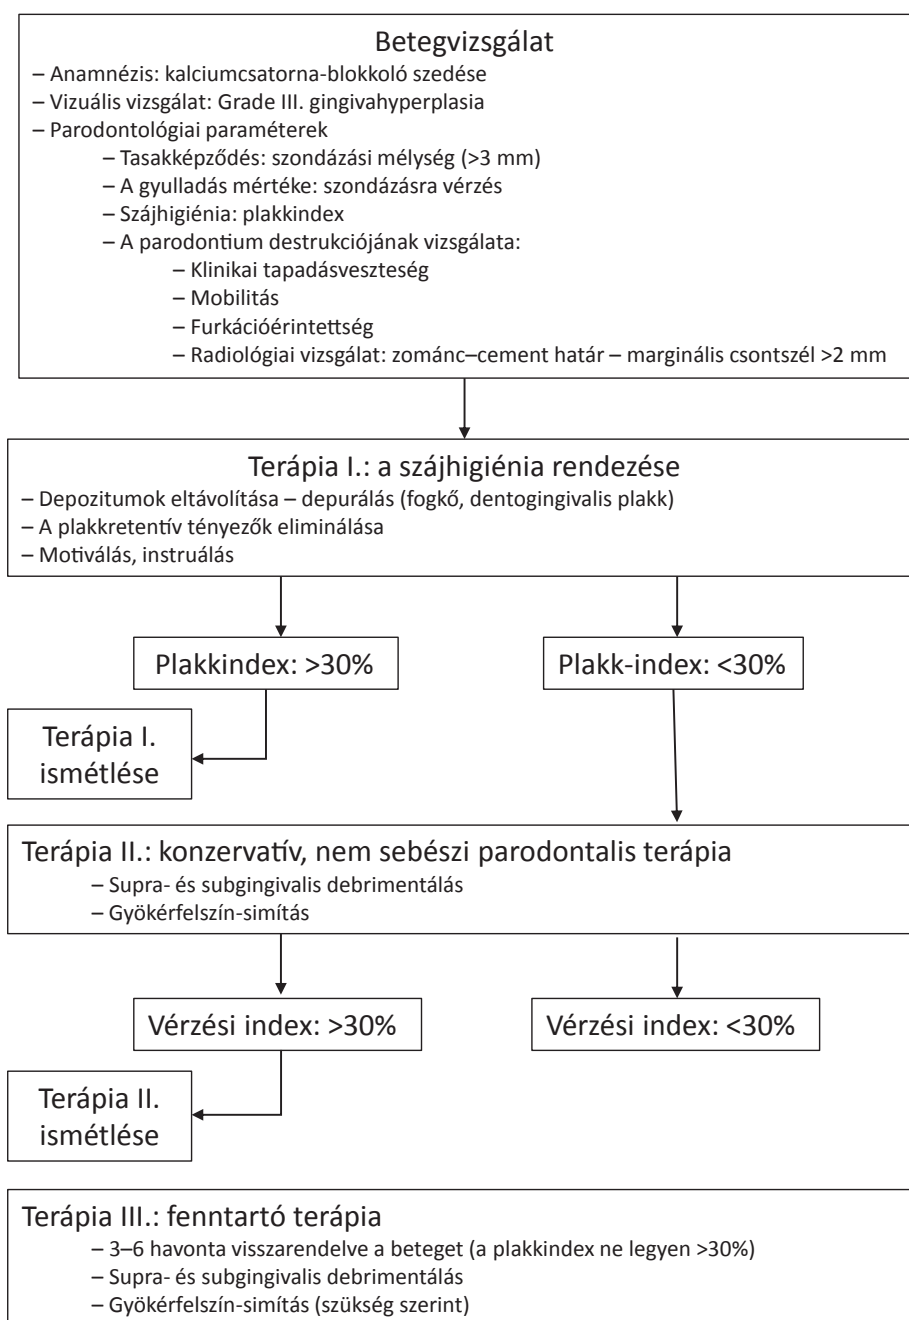 Betegvizsgálat
– Anamnézis: kalciumcsatorna-blokkoló szedése
– Vizuális vizsgálat: Grade III. gingivahyperplasia
– Parodontológiai paraméterek
– Tasakképződés: szondázási mélység (>3 mm)
– A gyulladás mértéke: szondázásra vérzés
– Szájhigiénia: plakkindex
– A parodontium destrukciójának vizsgálata:
– Klinikai tapadásveszteség
– Mobilitás
– Furkációérintettség
– Radiológiai vizsgálat: zománc–cement határ – marginális csontszél >2 mm
Terápia I.: a szájhigiénia rendezése
– Depozitumok eltávolítása – depurálás (fogkő, dentogingivalis plakk)
– A plakkretentív tényezők eliminálása
– Motiválás, instruálás
Plakkindex: >30%
Plakk-index: <30%
Terápia I.
ismétlése
Terápia II.: konzervatív, nem sebészi parodontalis terápia
– Supra- és subgingivalis debrimentálás
– Gyökérfelszín-simítás
Vérzési index: >30%
Vérzési index: <30%
Terápia II.
ismétlése
Terápia III.: fenntartó terápia
– 3–6 havonta visszarendelve a beteget (a plakkindex ne legyen >30%)
– Supra- és subgingivalis debrimentálás
– Gyökérfelszín-simítás (szükség szerint)